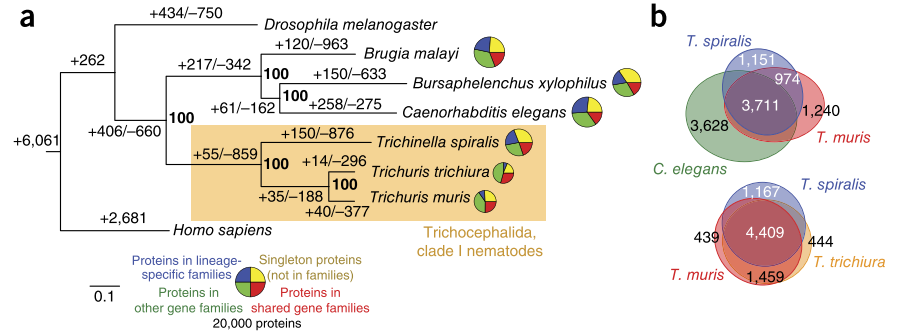 a
+434/–750
Drosophila melanogaster
+262
+120/–963
Brugia malayi
+217/–342
100
+150/–633
Bursaphelenchus xylophilus
+61/–162
100
+258/–275
Caenorhabditis elegans
+406/–660
100
+6,061
+150/–876
Trichinella spiralis
+55/–859
100
+14/–296
Trichuris trichiura
100
+35/–188
Trichuris muris
+40/–377
+2,681
Homo sapiens
Trichocephalida,
clade I nematodes
Proteins in lineage-
specific families
Singleton proteins
(not in families)
0.1
Proteins in
other gene families
Proteins in
shared gene families
20,000 proteins
b
T. spiralis
1,151
974
3,711
1,240
3,628
T. muris
C. elegans
T. spiralis
1,167
439
4,409
444
T. trichiura
T. muris
1,459